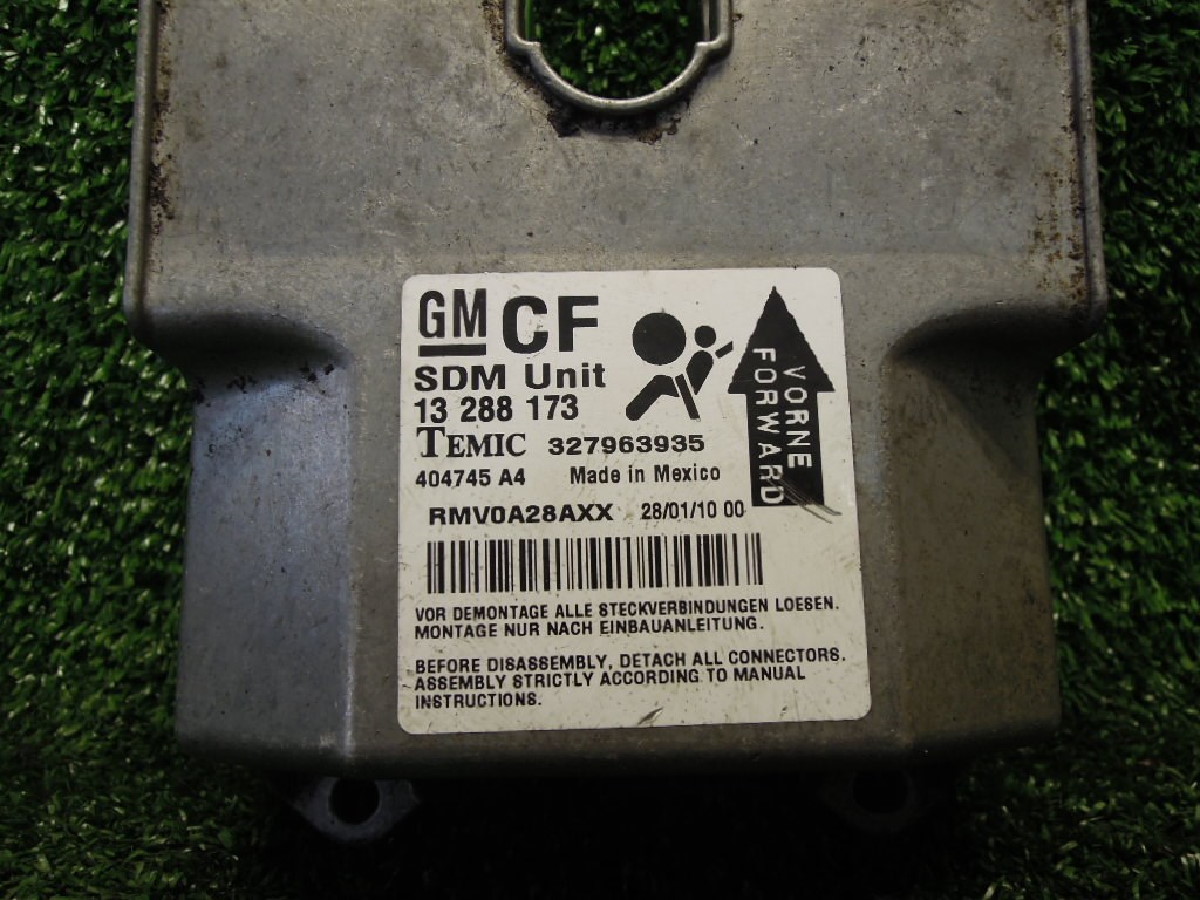 GM CF
SDM Unit
13 288 173
TEMIC 327963935
404745 A4 Made in Mexico
RMV0A28AXX 28/01/10 00
VORNE
FORWARD
VOR DEMONTAGE ALLE STECKVERBINDUNGEN LOESEN.
MONTAGE NUR NACH EINBAUANLEITUNG.
BEFORE DISASSEMBLY, DETACH ALL CONNECTORS.
ASSEMBLY STRICTLY ACCORDING TO MANUAL
INSTRUCTIONS.